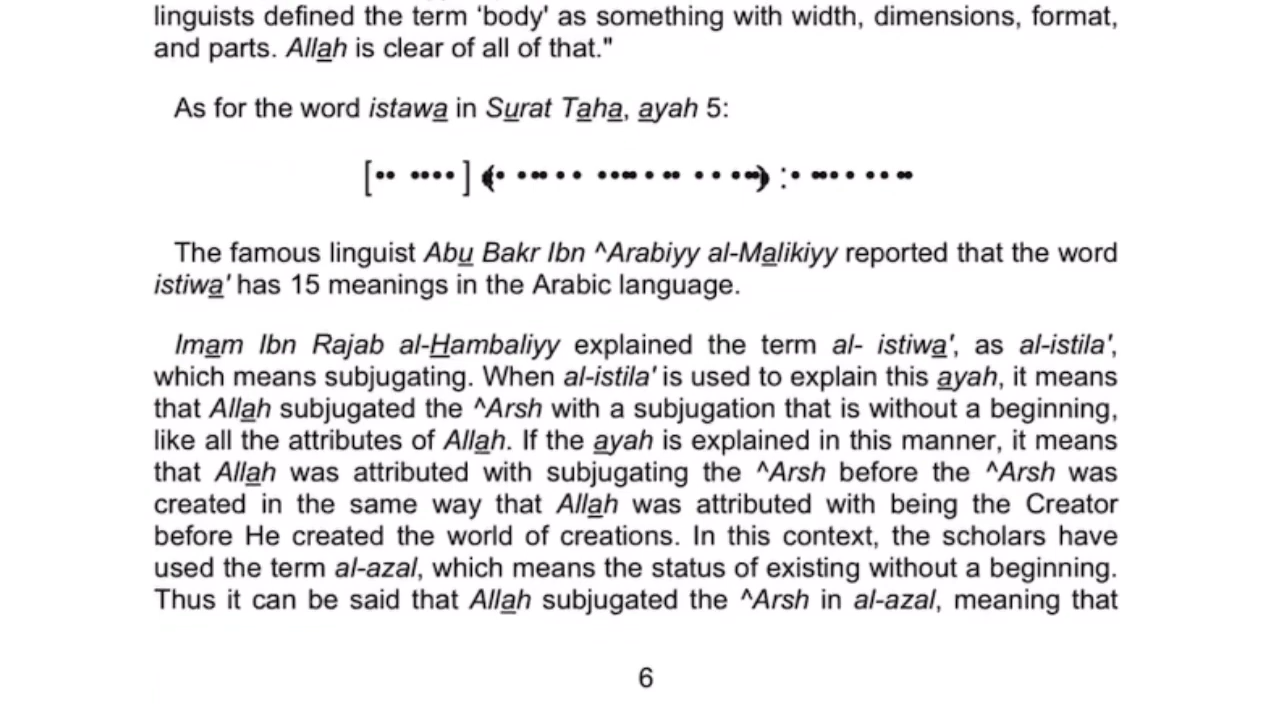 linguists defined the term ‘body' as something with width, dimensions, format,
and parts. Allah is clear of all of that."
As for the word istawa in Surat Taha, ayah 5:
The famous linguist Abu Bakr Ibn ^Arabiyy al-Malikiyy reported that the word
istiwa' has 15 meanings in the Arabic language.
Imam Ibn Rajab al-Hambaliyy explained the term al- istiwa', as al-istila',
which means subjugating. When al-istila' is used to explain this ayah, it means
that Allah subjugated the ^Arsh with a subjugation that is without a beginning,
like all the attributes of Allah. If the ayah is explained in this manner, it means
that Allah was attributed with subjugating the ^Arsh before the ^Arsh was
created in the same way that Allah was attributed with being the Creator
before He created the world of creations. In this context, the scholars have
used the term al-azal, which means the status of existing without a beginning.
Thus it can be said that Allah subjugated the ^Arsh in al-azal, meaning that
6